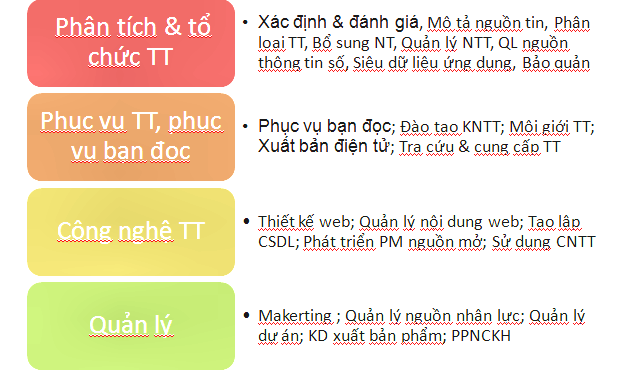 Phân tích & tổ
chức TT
• Xác định & đánh giá, Mô tả nguồn tin, Phân
loại TT, Bổ sung NT, Quản lý NTT, QL nguồn
thông tin số, Siêu dữ liệu ứng dụng, Bảo quản
Phục vụ TT, phục
vụ bạn đọc
• Phục vụ bạn đọc; Đào tạo KNTT; Môi giới TT;
Xuất bản điện tử; Tra cứu & cung cấp TT
Công nghệ TT
• Thiết kế web; Quản lý nội dung web; Tạo lập
CSDL; Phát triển PM nguồn mở; Sử dụng CNTT
Quản lý
• Makerting ; Quản lý nguồn nhân lực; Quản lý
dự án; KD xuất bản phẩm; PPNCKH